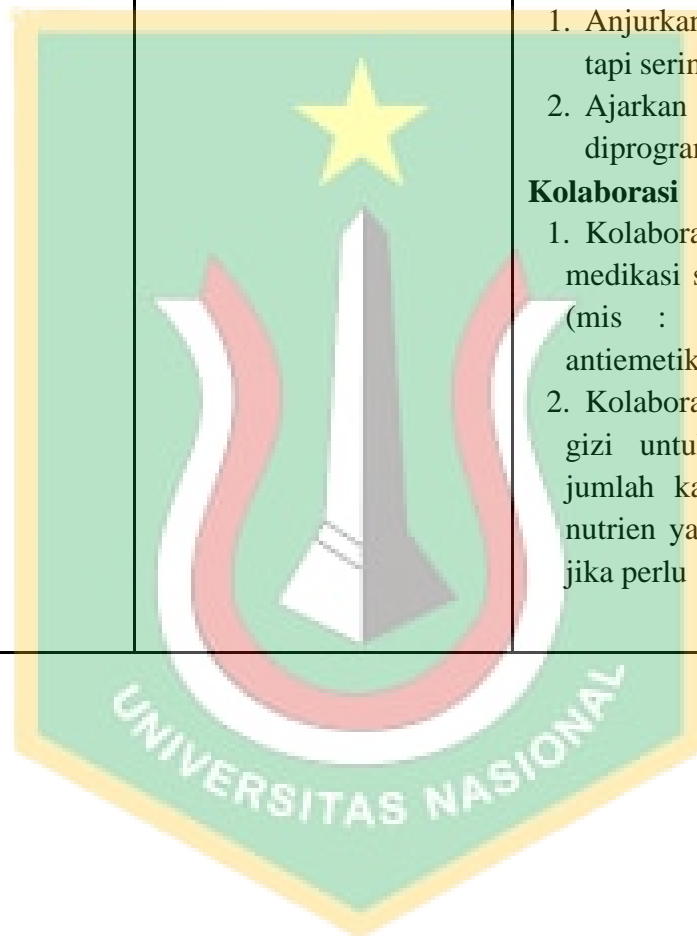 1. Anjurkan
tapi serin
2. Ajarkan
diprogram
Kolaborasi
1. Kolabora
medikasi s
(mis :
antiemetik
2. Kolabora
gizi untu
jumlah ka
nutrien ya
jika perlu
UNIVERSITAS NASIONAL